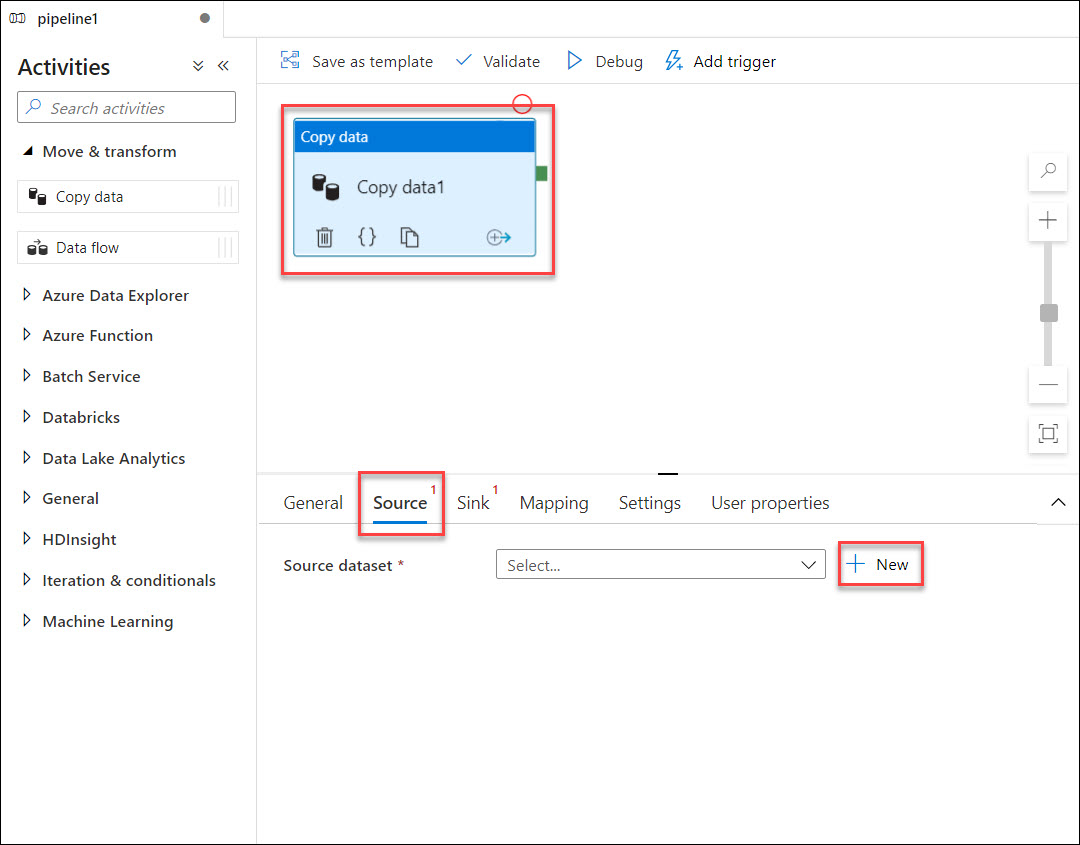 pipeline1
Activities
Search activities
Move & transform
Copy data
Data flow
Azure Data Explorer
Azure Function
Batch Service
Databricks
Data Lake Analytics
General
HDInsight
Iteration & conditionals
Machine Learning
Save as template Validate Debug Add trigger
Copy data
Copy data1
{}
General Source 1 Sink 1 Mapping Settings User properties
Source dataset * Select... New